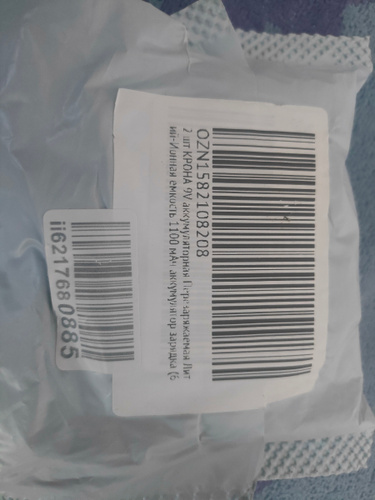 OZN1582108208
2 шт КРОНА 9V аккумуляторная Перезаряжаемая Лит
ий-Ионная емкость 1100 мАч аккумулятор зарядка (6
ii6217680885